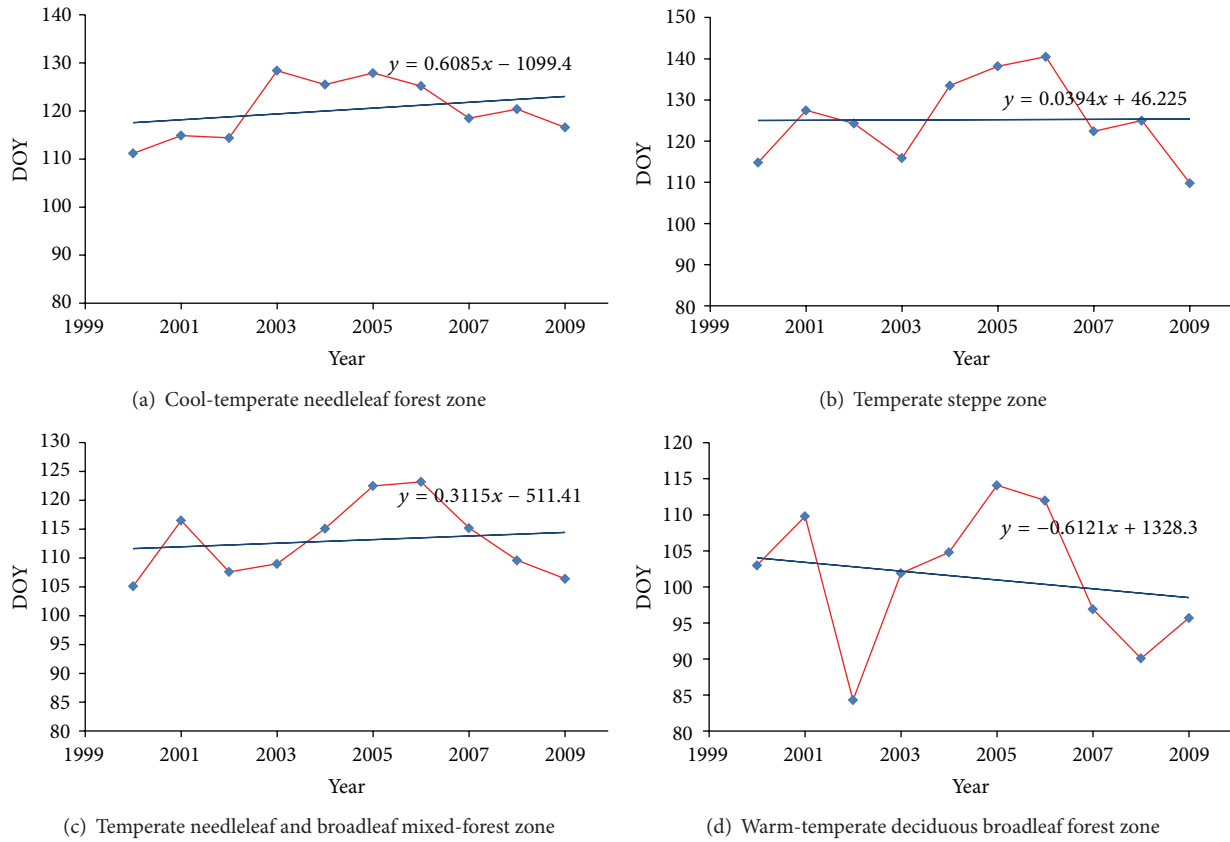 140
130
120
110
100
90
80
DOY
y = 0.6085x − 1099.4
1999 2001 2003 2005 2007 2009
Year
(a) Cool-temperate needleleaf forest zone
150
140
130
120
110
100
90
80
DOY
y = 0.0394x + 46.225
1999 2001 2003 2005 2007 2009
Year
(b) Temperate steppe zone
130
125
120
115
110
105
100
95
90
85
80
DOY
y = 0.3115x − 511.41
1999 2001 2003 2005 2007 2009
Year
(c) Temperate needleleaf and broadleaf mixed-forest zone
120
115
110
105
100
95
90
85
80
DOY
y = −0.6121x + 1328.3
1999 2001 2003 2005 2007 2009
Year
(d) Warm-temperate deciduous broadleaf forest zone